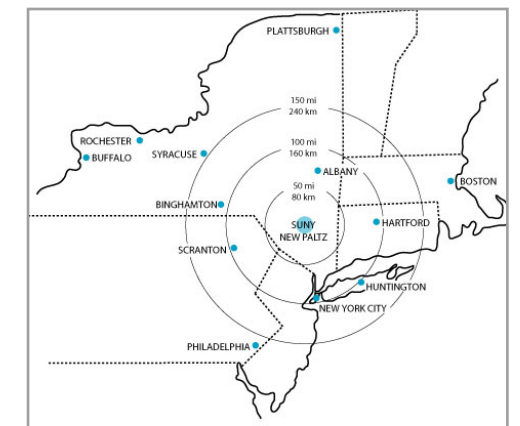 PLATTSBURGH
150 mi
240 km
ROCHESTER
BUFFALO
SYRACUSE
100 mi
160 km
ALBANY
BOSTON
50 mi
80 km
BINGHAMTON
SUNY
NEW PALTZ
HARTFORD
SCRANTON
HUNTINGTON
NEW YORK CITY
PHILADELPHIA